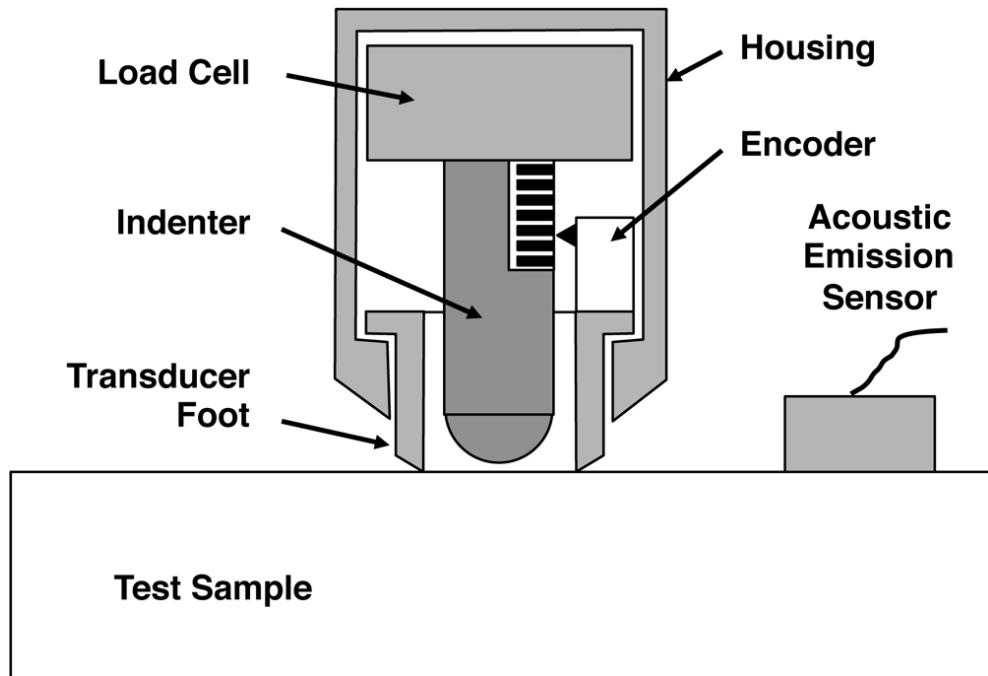 Load Cell
Housing
Encoder
Indenter
Acoustic
Emission
Sensor
Transducer
Foot
Test Sample